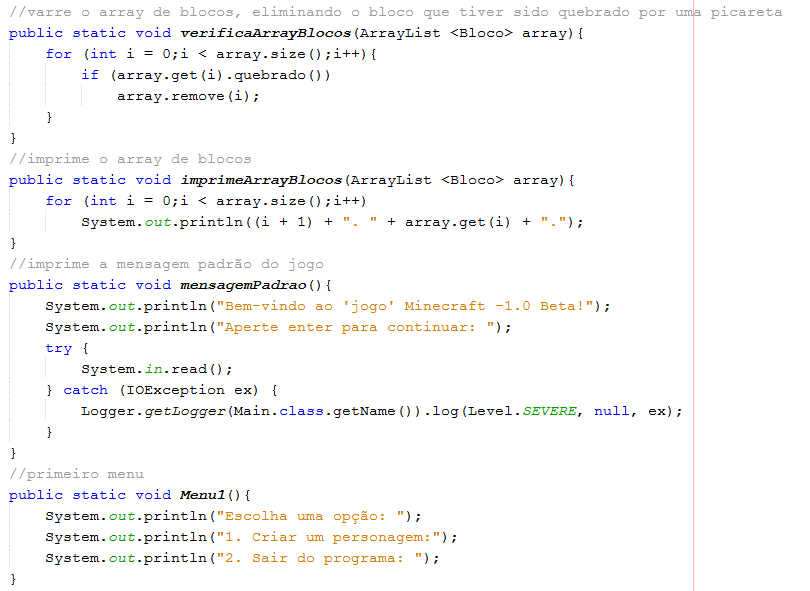 //varre o array de blocos, eliminando o bloco que tiver sido quebrado por uma picareta
public static void verificaArrayBlocos(ArrayList <Bloco> array){
    for (int i = 0;i < array.size();i++){
        if (array.get(i).quebrado())
            array.remove(i);
    }
}
//imprime o array de blocos
public static void imprimeArrayBlocos(ArrayList <Bloco> array){
    for (int i = 0;i < array.size();i++)
        System.out.println((i + 1) + ". " + array.get(i) + ".");
}
//imprime a mensagem padrão do jogo
public static void mensagemPadrao(){
    System.out.println("Bem-vindo ao 'jogo' Minecraft -1.0 Beta!");
    System.out.println("Aperte enter para continuar: ");
    try {
        System.in.read();
    } catch (IOException ex) {
        Logger.getLogger(Main.class.getName()).log(Level.SEVERE, null, ex);
    }
}
//primeiro menu
public static void Menu1(){
    System.out.println("Escolha uma opção: ");
    System.out.println("1. Criar um personagem:");
    System.out.println("2. Sair do programa: ");
}